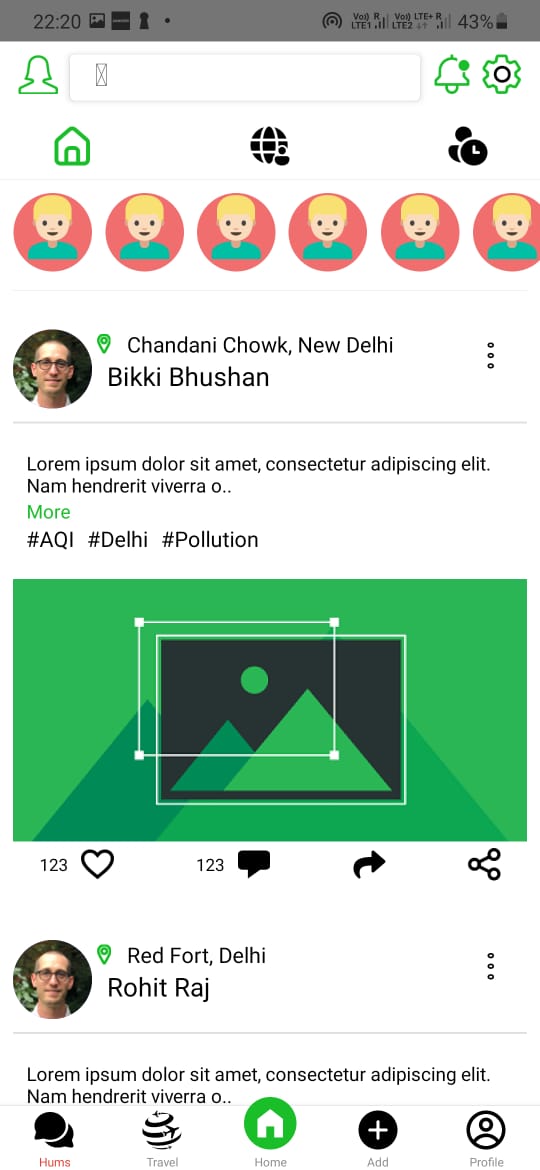 22:20 43%
Vo)) R Vo)) LTE+ R
LTE1 LTE2
Chandani Chowk, New Delhi
Bikki Bhushan
Lorem ipsum dolor sit amet, consectetur adipiscing elit.
Nam hendrerit viverra o..
More
#AQI #Delhi #Pollution
123 123
Red Fort, Delhi
Rohit Raj
Lorem ipsum dolor sit amet, consectetur adipiscing elit.
Nam hendrerit viverra o..
Hums Travel Home Add Profile